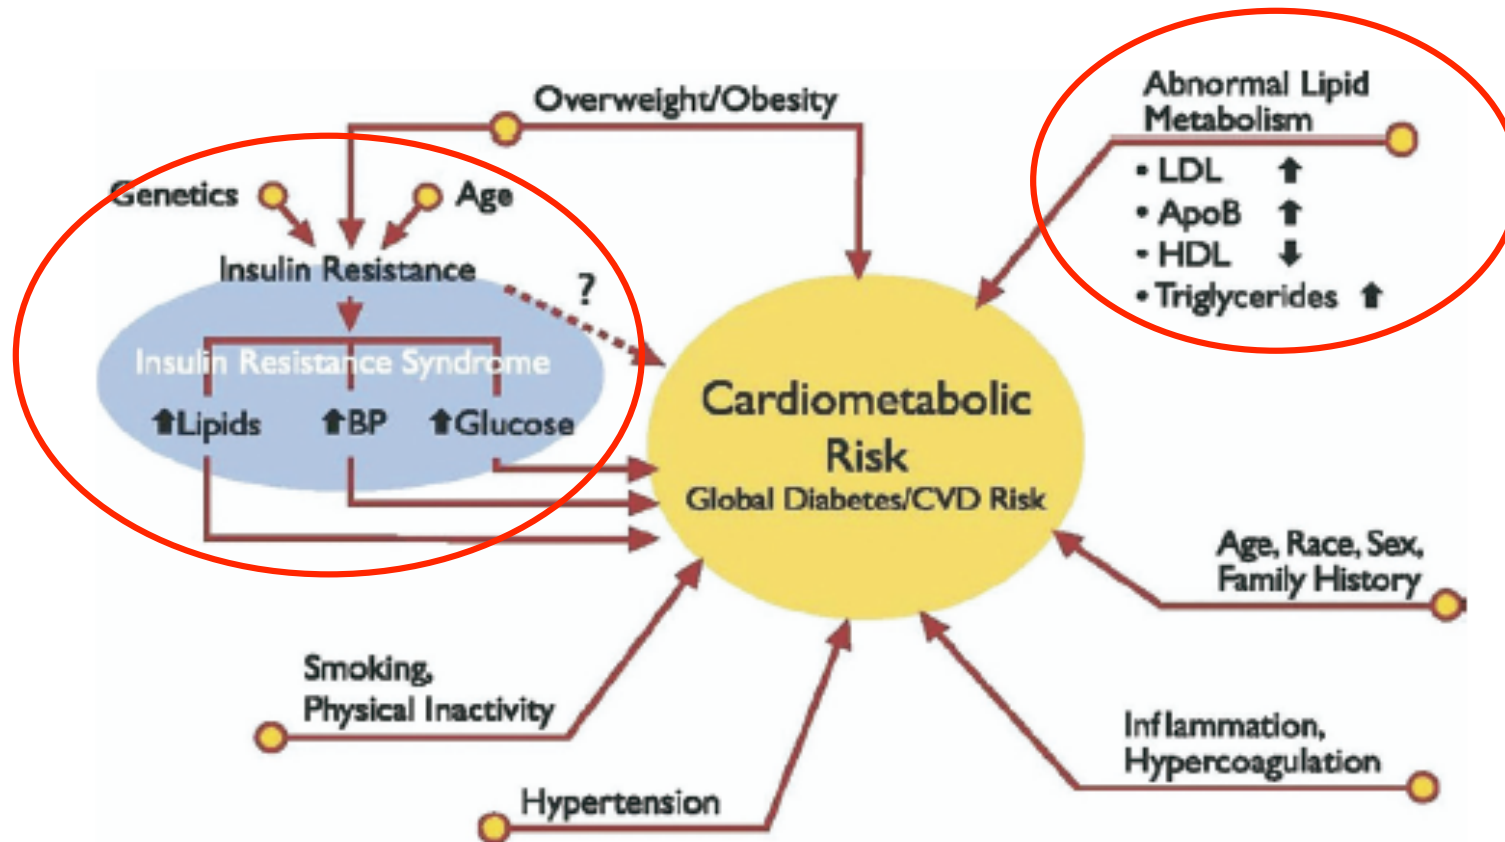 Overweight/Obesity
Genetics
Age
Insulin Resistance
?
Insulin Resistance Syndrome
⬆Lipids ⬆BP ⬆Glucose
Abnormal Lipid
Metabolism
• LDL ⬆
• ApoB ⬆
- HDL ⬇
• Triglycerides ⬆
Cardiometabolic
Risk
Global Diabetes/CVD Risk
Age, Race, Sex,
Family History
Smoking,
Physical Inactivity
Inflammation,
Hypercoagulation
Hypertension